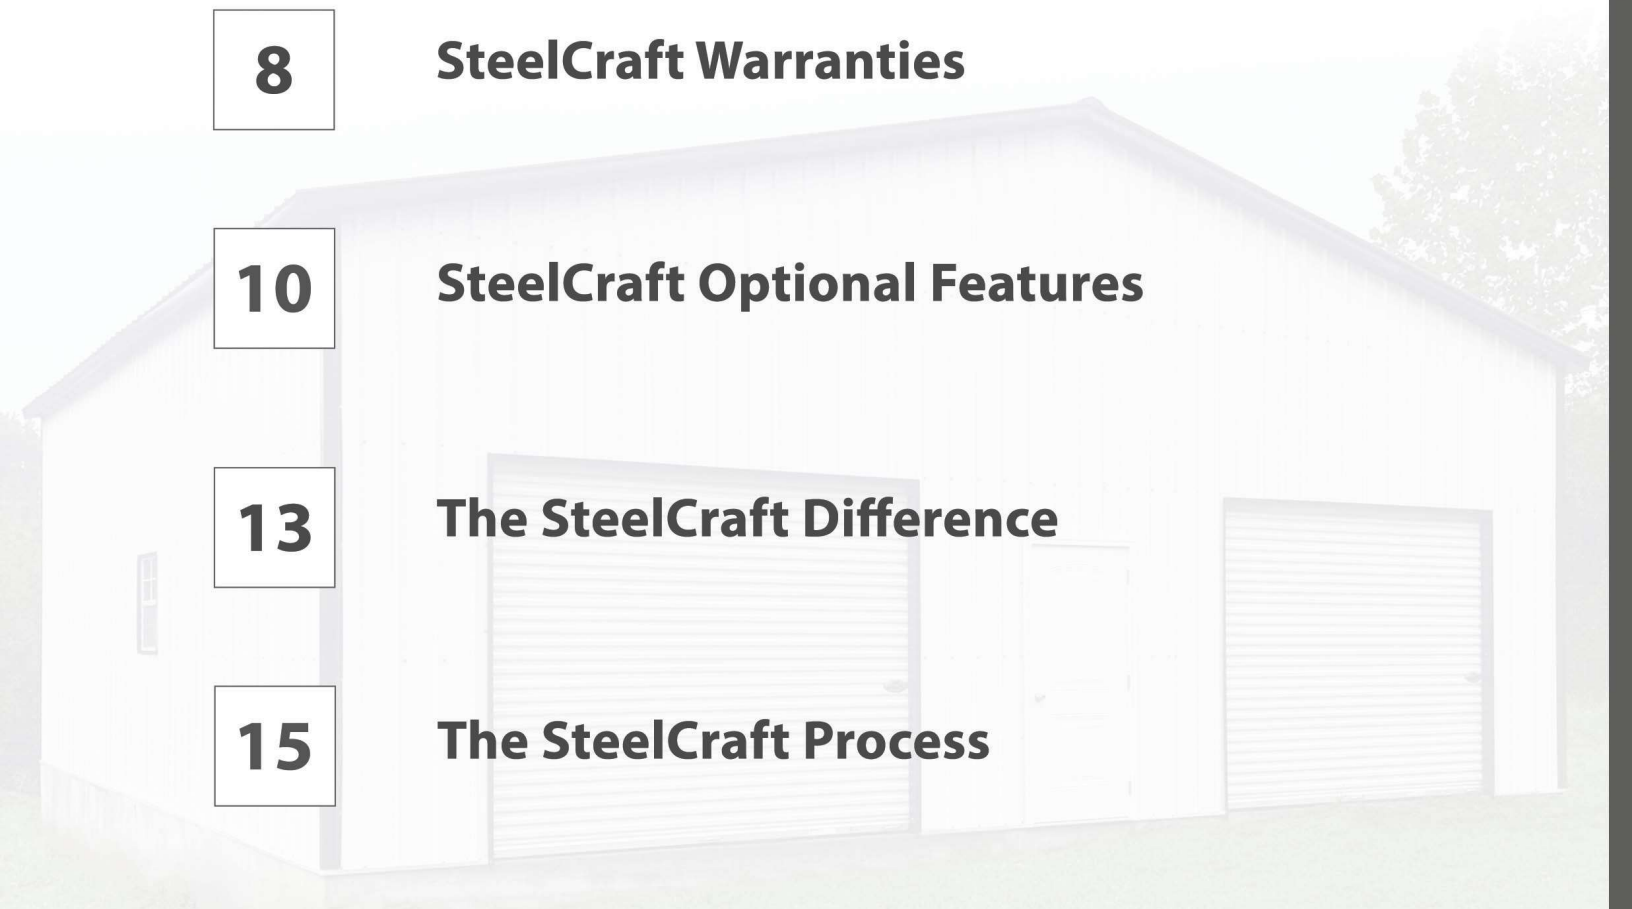 8 SteelCraft Warranties
10 SteelCraft Optional Features
13 The SteelCraft Difference
15 The SteelCraft Process